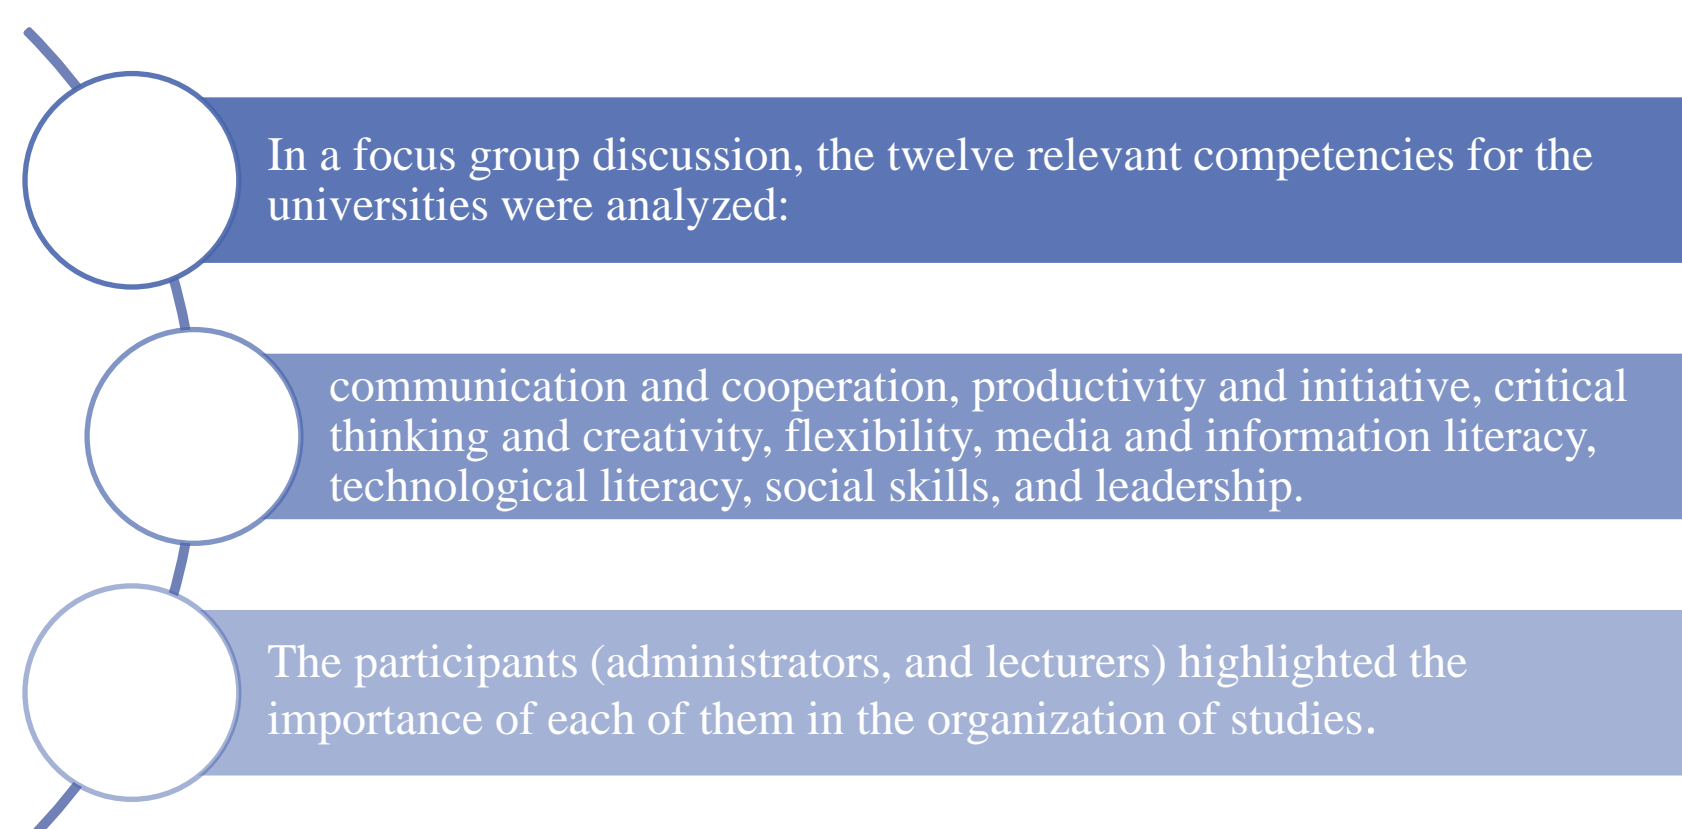 In a focus group discussion, the twelve relevant competencies for the
universities were analyzed:
communication and cooperation, productivity and initiative, critical
thinking and creativity, flexibility, media and information literacy,
technological literacy, social skills, and leadership.
The participants (administrators, and lecturers) highlighted the
importance of each of them in the organization of studies.